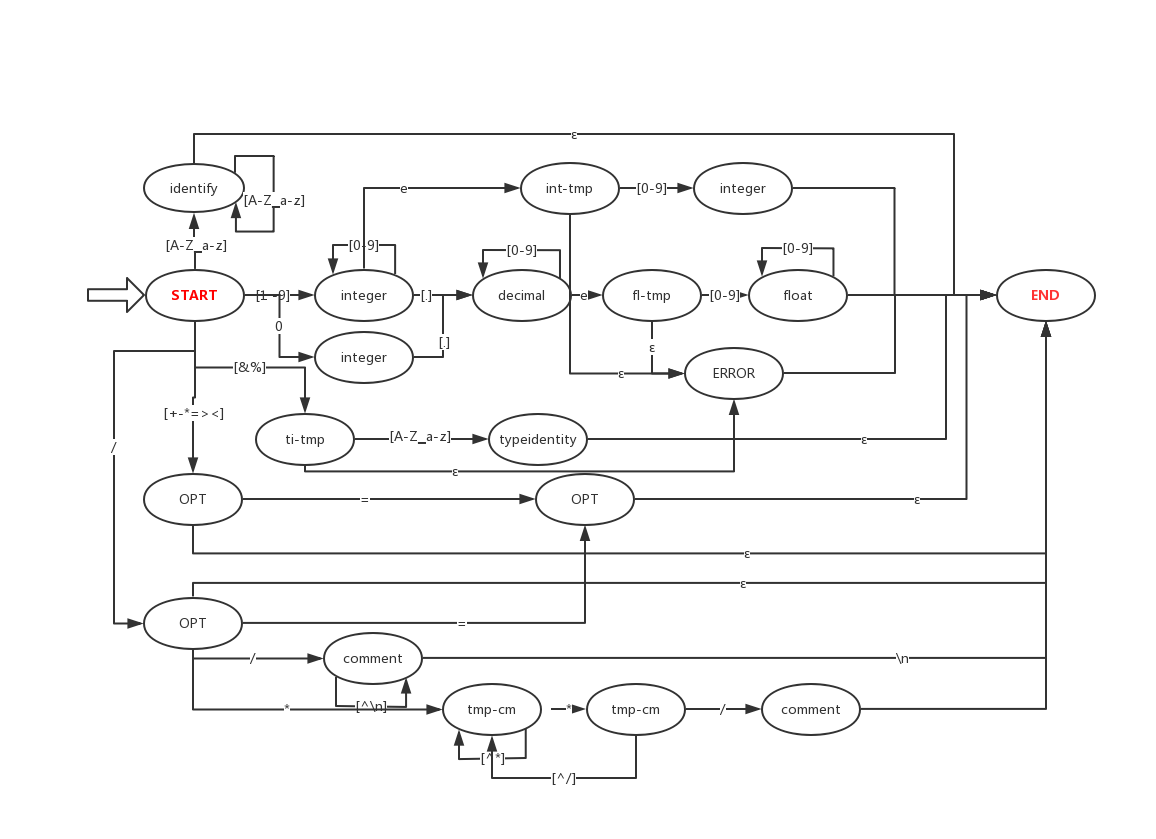 ε
identify
[A-Z_a-z]
e
int-tmp
[0-9]
integer
[A-Z_a-z]
[0-9]
[0-9]
[0-9]
START
[1-9]
integer
[.]
decimal
e
fl-tmp
[0-9]
float
END
0
integer
[.]
ε
[&%]
ε
ERROR
[+-*=><]
/
ti-tmp
[A-Z_a-z]
typeidentity
ε
ε
OPT
=
OPT
ε
ε
ε
OPT
=
/
comment
\n
*
[^\n]
tmp-cm
*
tmp-cm
/
comment
[^*]
[^/]